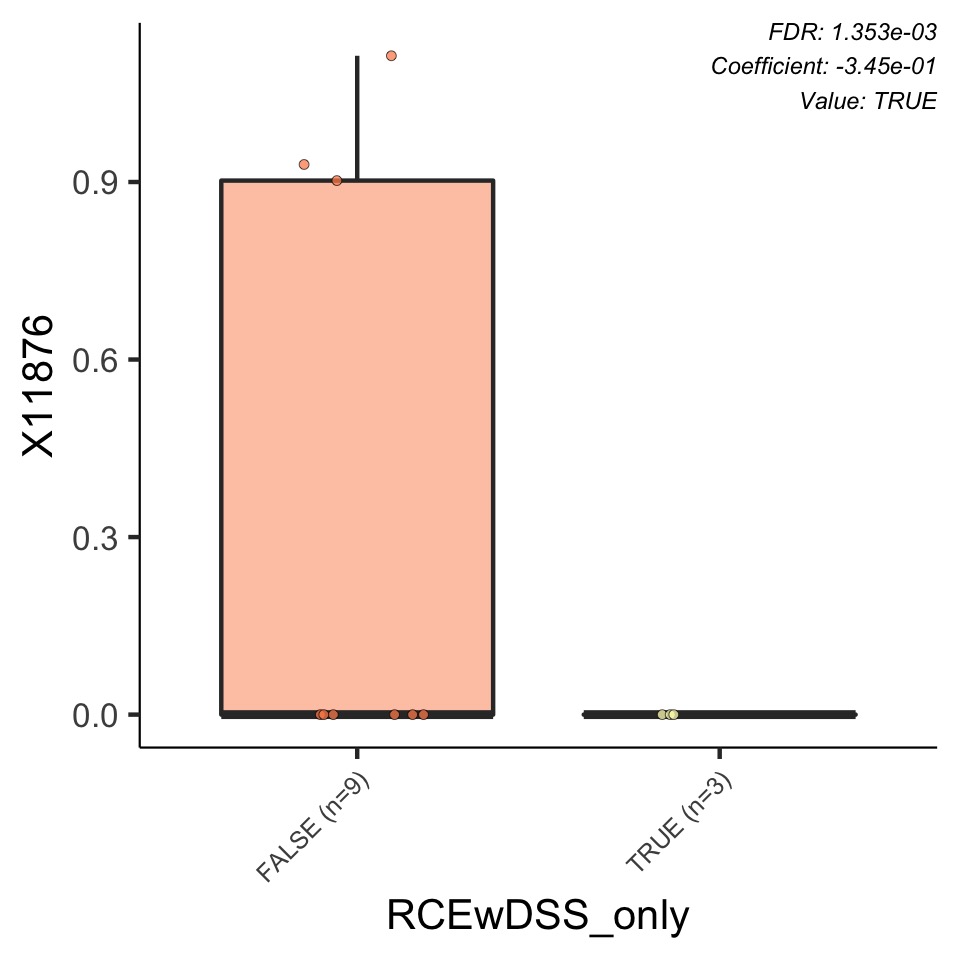 FDR: 1.353e-03
Coefficient: -3.45e-01
Value: TRUE
X11876
0.9
0.6
0.3
0.0
FALSE (n=9)
TRUE (n=3)
RCEwDSS_only